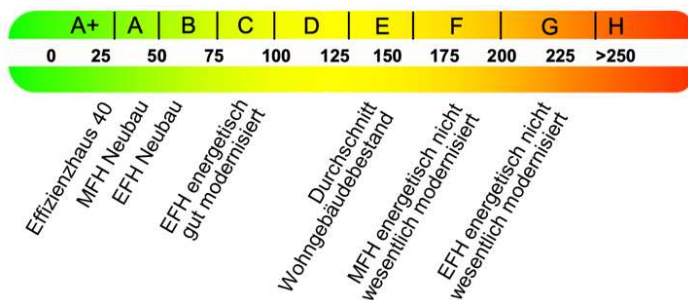 A+ A B C D E F G H
0 25 50 75 100 125 150 175 200 225 >250
Effizienzhaus 40
MFH Neubau
EFH Neubau
EFH energetisch
gut modernisiert
Durchschnitt
Wohngebäudebestand
MFH energetisch nicht
wesentlich modernisiert
EFH energetisch nicht
wesentlich modernisiert